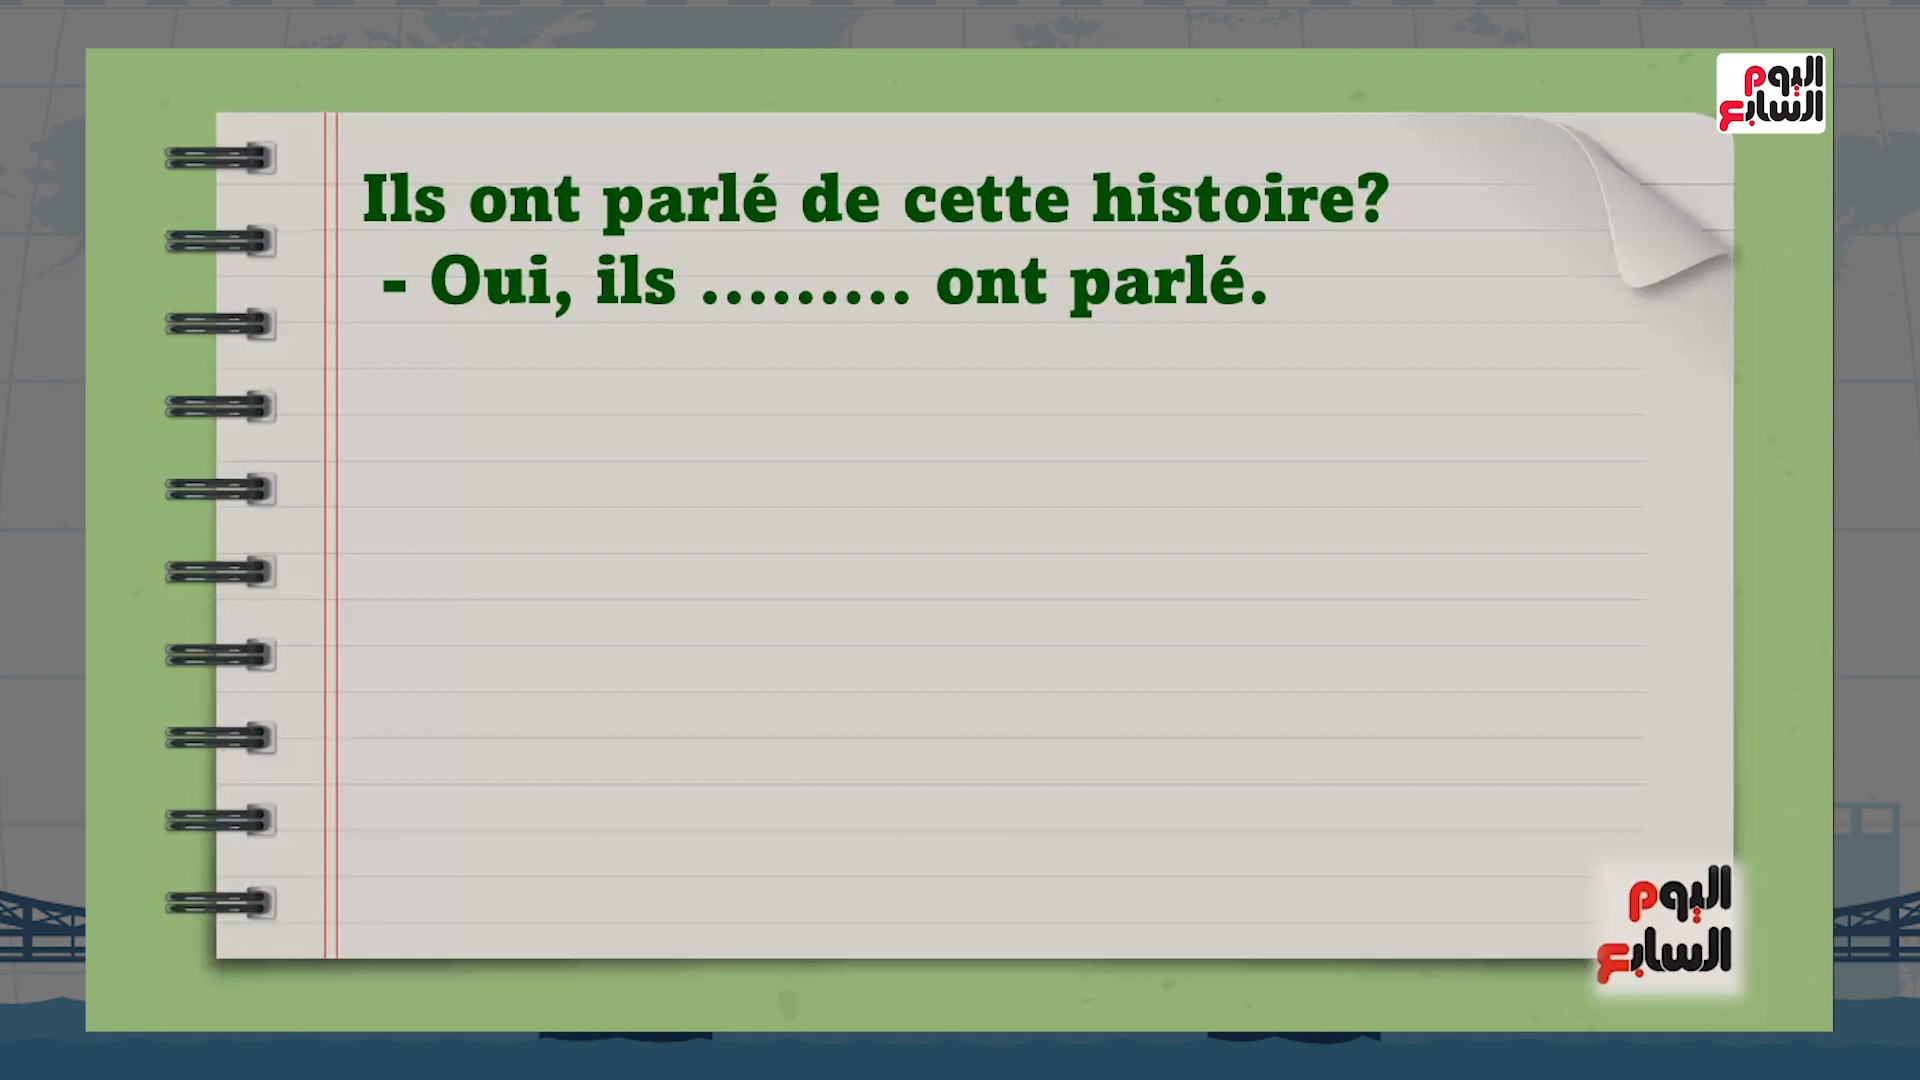 اليوم
السابع
Ils ont parlé de cette histoire?
- Oui, ils ......... ont parlé.
اليوم
السابع